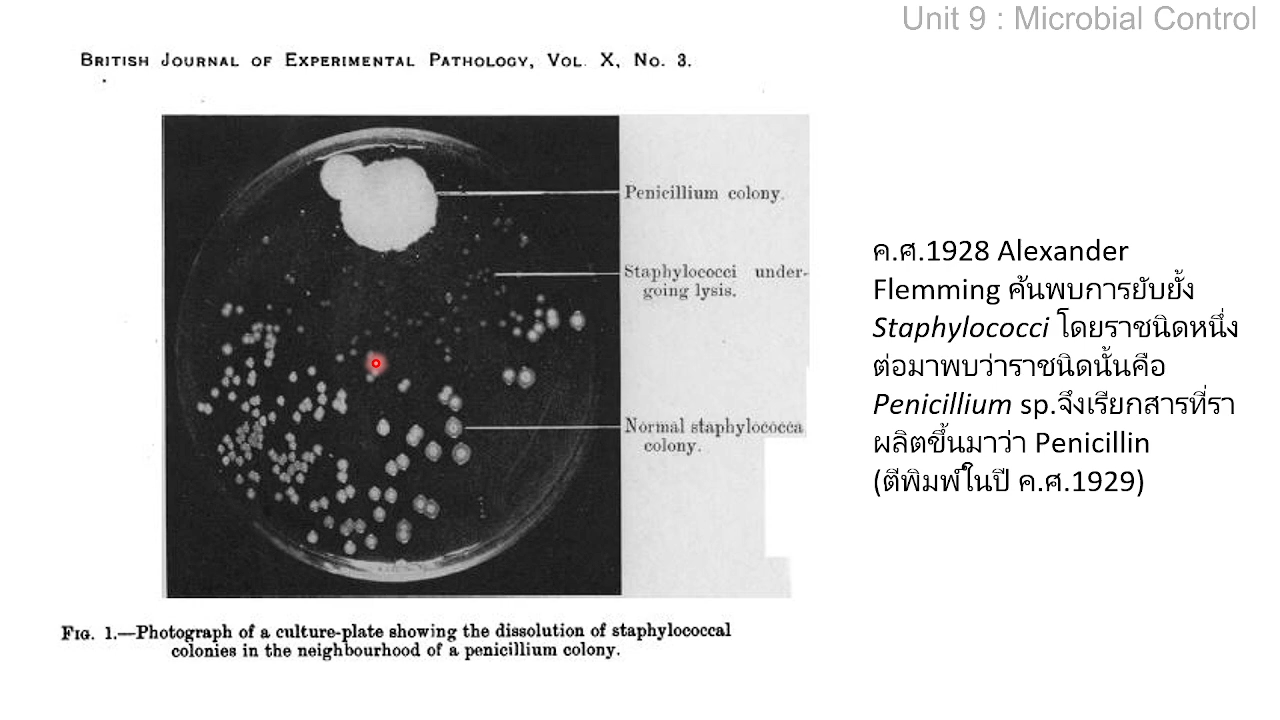 Unit 9 : Microbial Control
BRITISH JOURNAL OF EXPERIMENTAL PATHOLOGY, VOL. X, NO. 3.
Penicillium colony.
Staphylococci under-
going lysis.
Normal staphylococca
colony.
FIG. 1.—Photograph of a culture-plate showing the dissolution of staphylococcal
colonies in the neighbourhood of a penicillium colony.
ค.ศ.1928 Alexander
Flemming ค้นพบการยับยั้ง
Staphylococci โดยราชนิดหนึ่ง
ต่อมาพบว่าราชนิดนั้นคือ
Penicillium sp.จึงเรียกสารที่รา
ผลิตขึ้นมาว่า Penicillin
(ตีพิมพ์ในปี ค.ศ.1929)